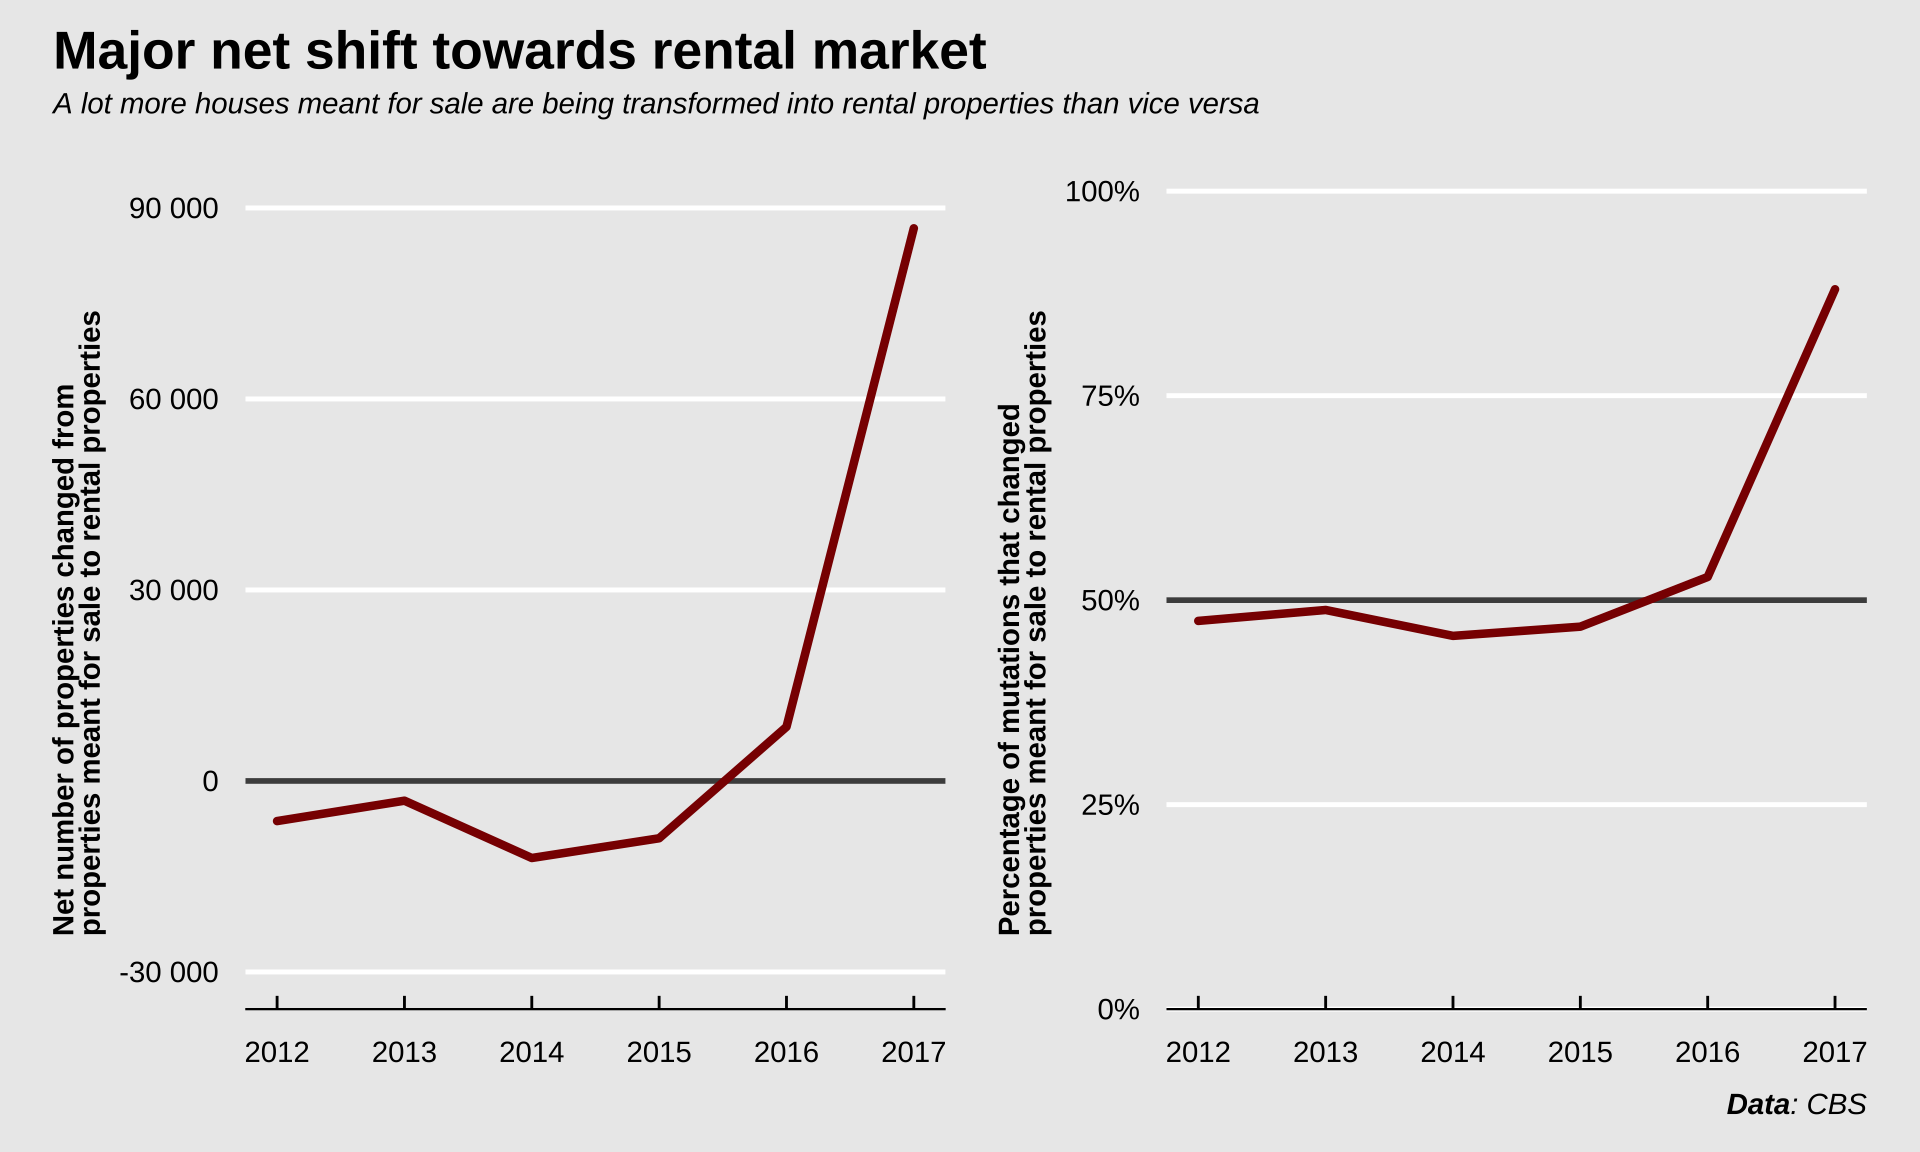 Major net shift towards rental market
A lot more houses meant for sale are being transformed into rental properties than vice versa
Net number of properties changed from
properties meant for sale to rental properties
90 000
60 000
30 000
0
-30 000
2012 2013 2014 2015 2016 2017
Percentage of mutations that changed
properties meant for sale to rental properties
100%
75%
50%
25%
0%
2012 2013 2014 2015 2016 2017
Data: CBS